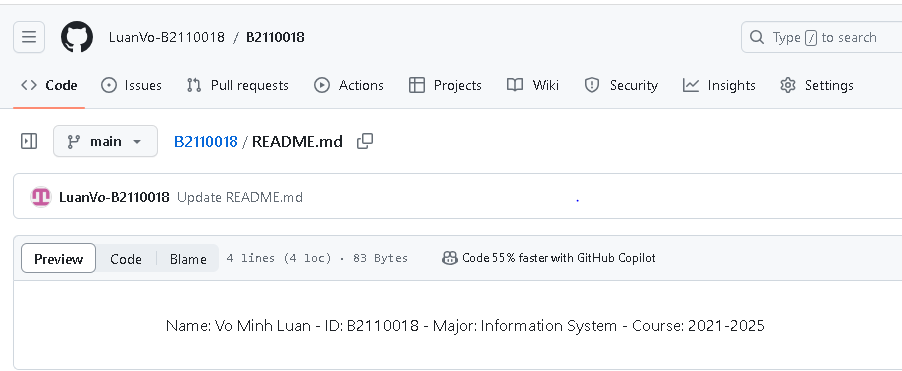 LuanVo-B2110018 / B2110018
Type / to search
Code Issues Pull requests Actions Projects Wiki Security Insights Settings
main B2110018 / README.md
LuanVo-B2110018 Update README.md
Preview Code Blame 4 lines (4 loc) · 83 Bytes Code 55% faster with GitHub Copilot
Name: Vo Minh Luan - ID: B2110018 - Major: Information System - Course: 2021-2025